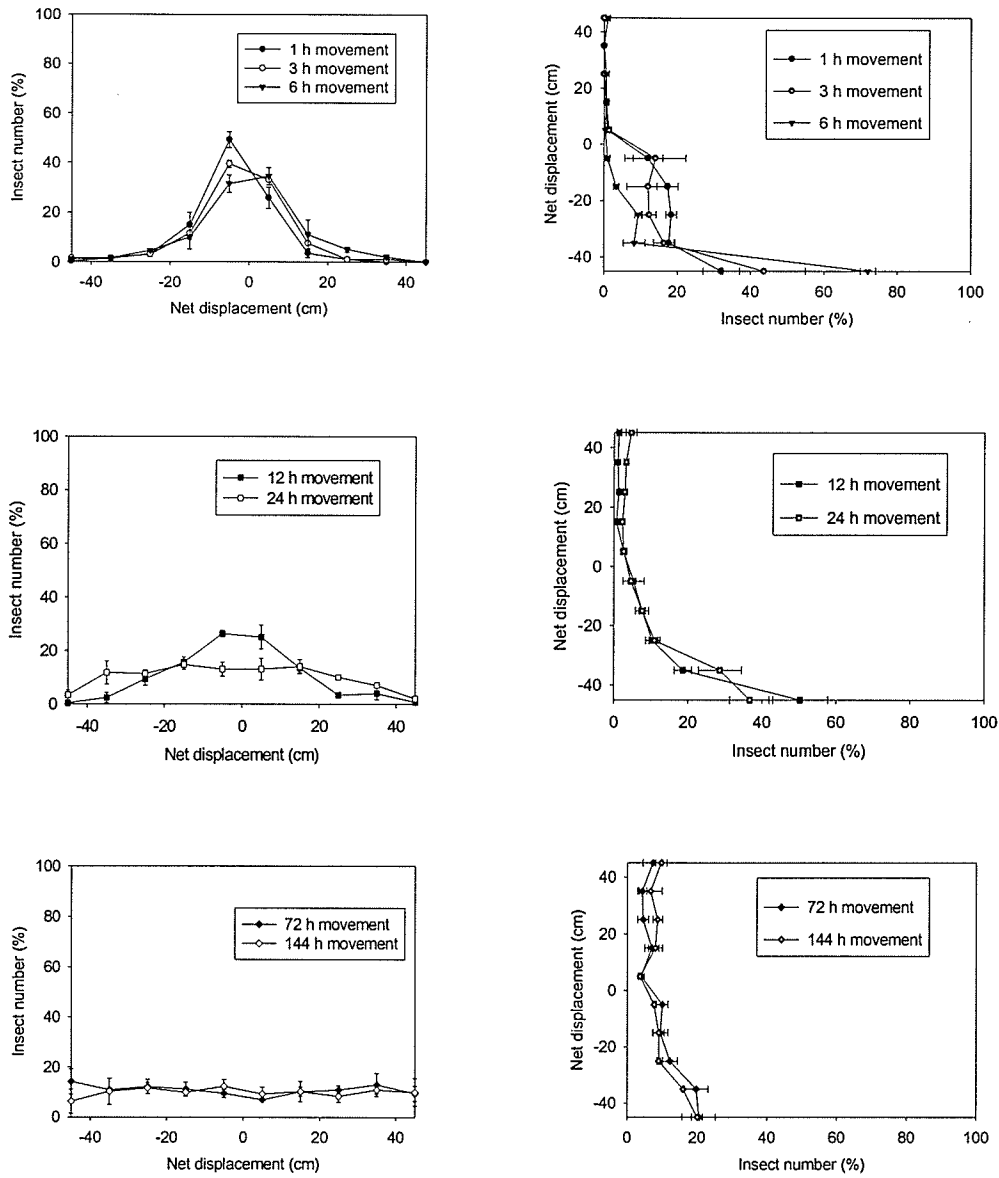 100
80
60
40
20
0
Insect number (%)
1 h movement
3 h movement
6 h movement
-40 -20 0 20 40
Net displacement (cm)
40
20
0
-20
-40
Net displacement (cm)
1 h movement
3 h movement
6 h movement
0 20 40 60 80 100
Insect number (%)
100
80
60
40
20
0
Insect number (%)
12 h movement
24 h movement
-40 -20 0 20 40
Net displacement (cm)
40
20
0
-20
-40
Net displacement (cm)
12 h movement
24 h movement
0 20 40 60 80 100
Insect number (%)
100
80
60
40
20
0
Insect number (%)
72 h movement
144 h movement
-40 -20 0 20 40
Net displacement (cm)
40
20
0
-20
-40
Net displacement (cm)
72 h movement
144 h movement
0 20 40 60 80 100
Insect number (%)